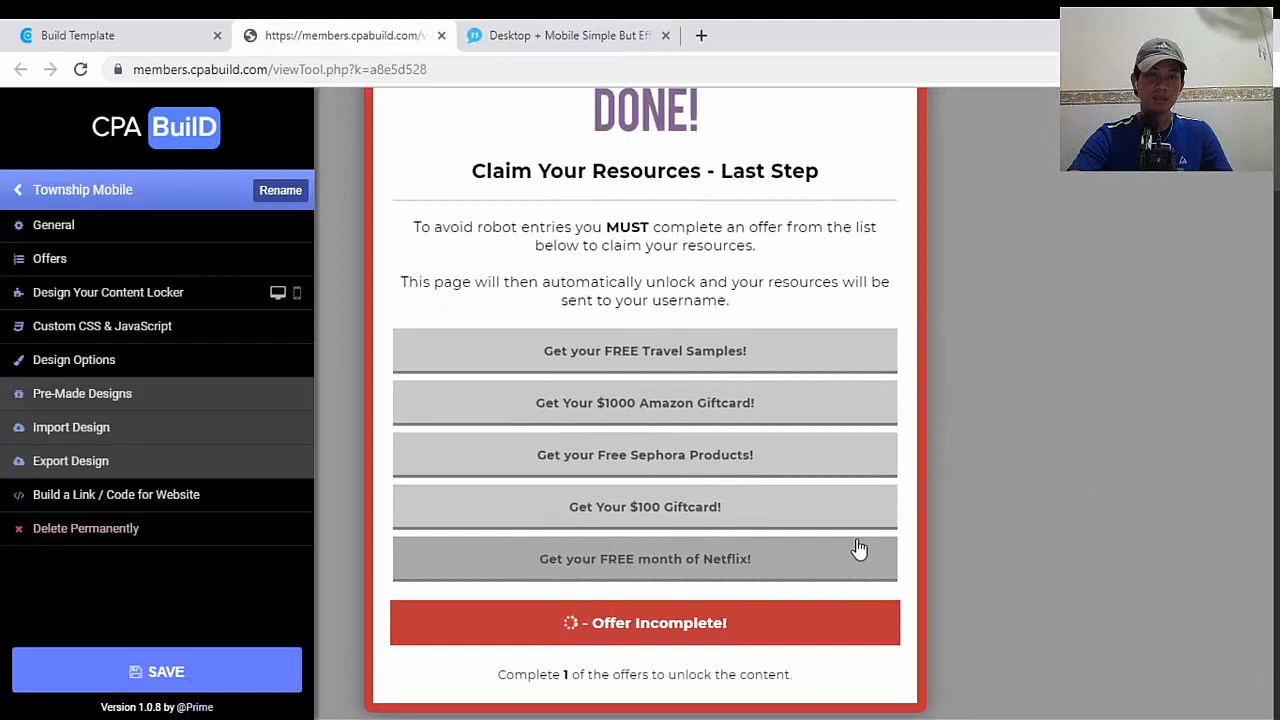 Build Template
https://members.cpabuild.com/v
Desktop + Mobile Simple But Eff
members.cpabuild.com/viewTool.php?k=a8e5d528
CPA BuilD
Township Mobile
Rename
General
Offers
Design Your Content Locker
Custom CSS & JavaScript
Design Options
Pre-Made Designs
Import Design
Export Design
Build a Link / Code for Website
Delete Permanently
SAVE
Version 1.0.8 by @Prime
DONE!
Claim Your Resources - Last Step
To avoid robot entries you MUST complete an offer from the list
below to claim your resources.
This page will then automatically unlock and your resources will be
sent to your username.
Get your FREE Travel Samples!
Get Your $1000 Amazon Giftcard!
Get your Free Sephora Products!
Get Your $100 Giftcard!
Get your FREE month of Netflix!
- Offer Incomplete!
Complete 1 of the offers to unlock the content.